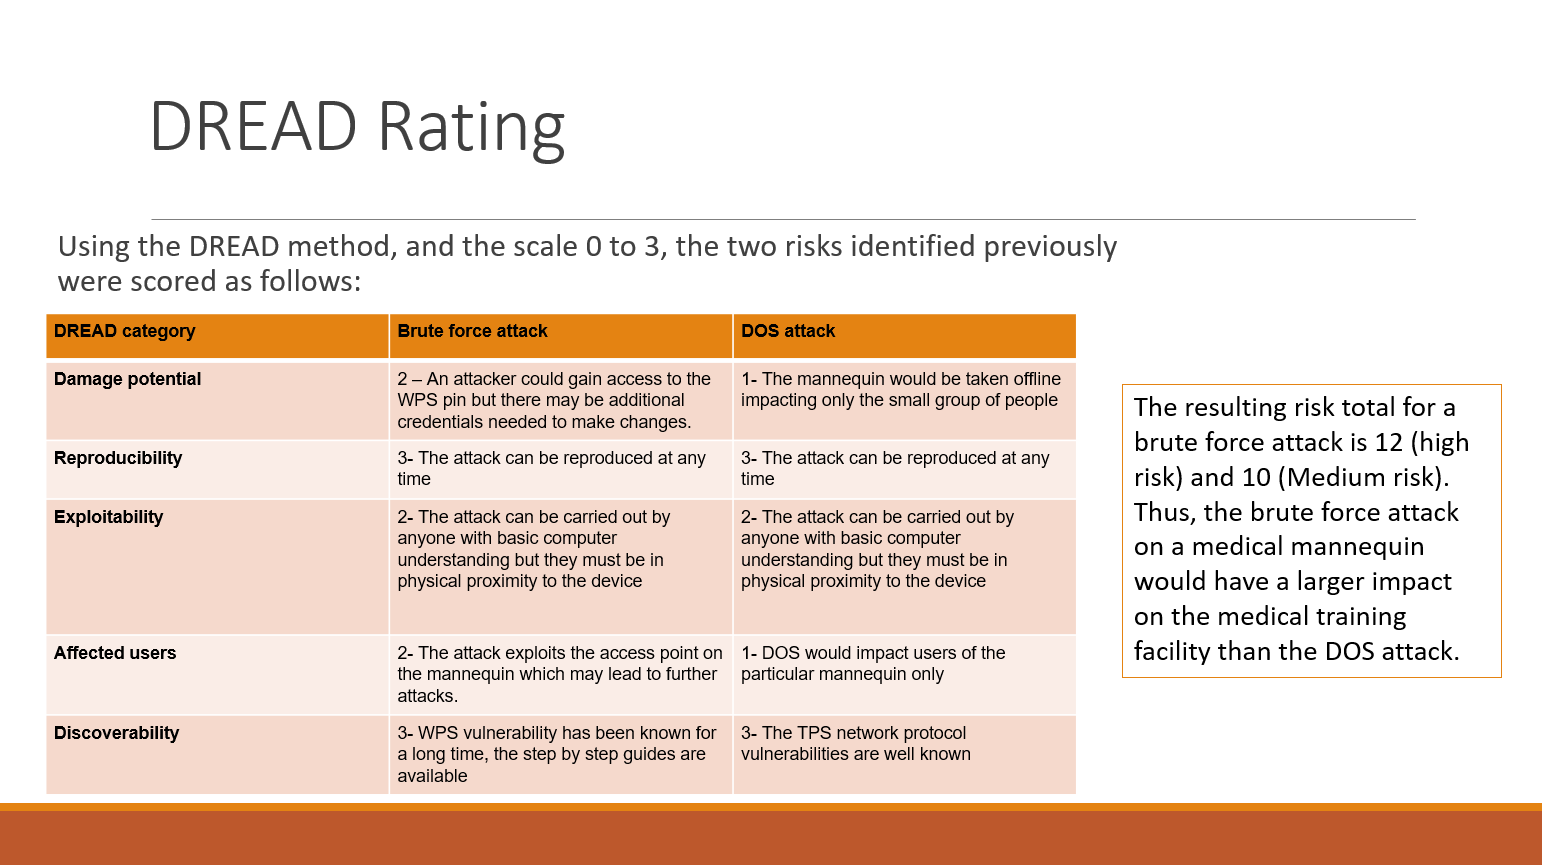 DREAD Rating
Using the DREAD method, and the scale 0 to 3, the two risks identified previously
were scored as follows:
DREAD category
Brute force attack
DOS attack
Damage potential
2 – An attacker could gain access to the
WPS pin but there may be additional
credentials needed to make changes.
1- The mannequin would be taken offline
impacting only the small group of people
Reproducibility
3- The attack can be reproduced at any
time
3- The attack can be reproduced at any
time
Exploitability
2- The attack can be carried out by
anyone with basic computer
understanding but they must be in
physical proximity to the device
2- The attack can be carried out by
anyone with basic computer
understanding but they must be in
physical proximity to the device
Affected users
2- The attack exploits the access point on
the mannequin which may lead to further
attacks.
1- DOS would impact users of the
particular mannequin only
Discoverability
3- WPS vulnerability has been known for
a long time, the step by step guides are
available
3- The TPS network protocol
vulnerabilities are well known
The resulting risk total for a
brute force attack is 12 (high
risk) and 10 (Medium risk).
Thus, the brute force attack
on a medical mannequin
would have a larger impact
on the medical training
facility than the DOS attack.